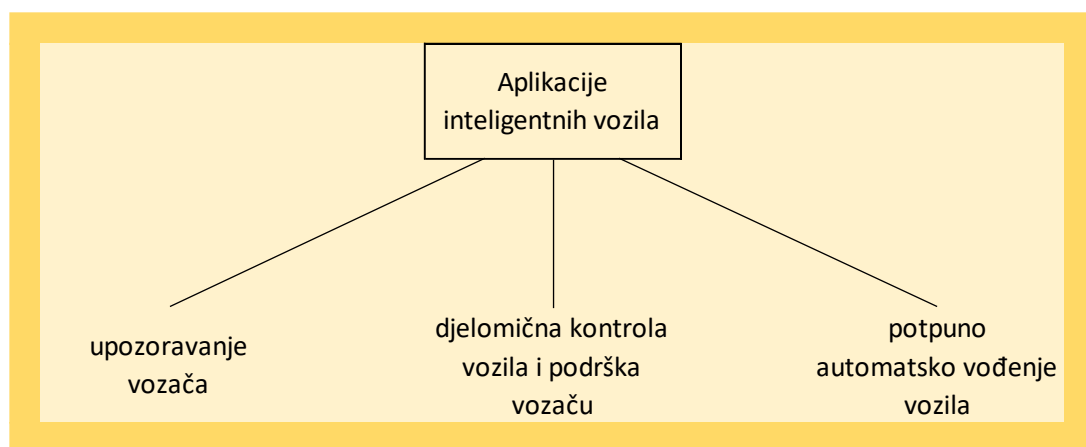 Aplikacije
inteligentnih vozila
upozoravanje
vozača
djelomična kontrola
vozila i podrška
vozaču
potpuno
automatsko vođenje
vozila